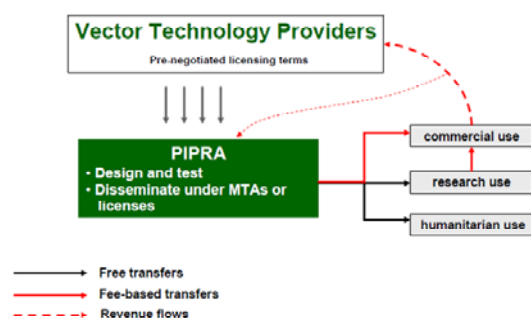 Vector Technology Providers
Pre-negotiated licensing terms
PIPRA
- Design and test
- Disseminate under MTAs or
licenses
commercial use
research use
humanitarian use
Free transfers
Fee-based transfers
Revenue flows